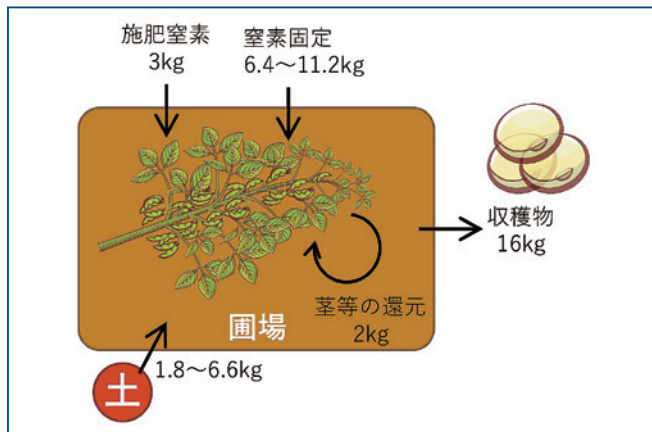 施肥窒素
3kg
窒素固定
6.4～11.2kg
収穫物
16kg
茎等の還元
2kg
圃場
土
1.8～6.6kg